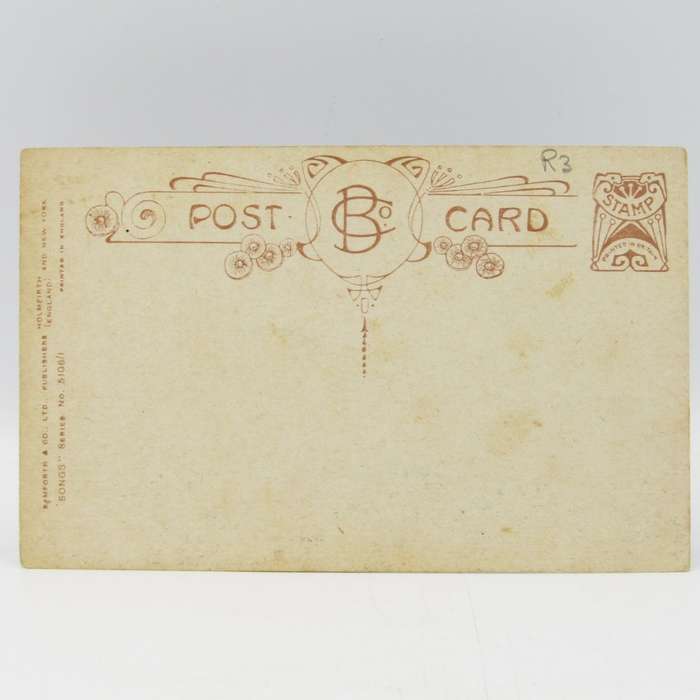 R3
POST CARD
B Co.
STAMP
PRINTED IN BRITAIN
BAMFORTH & CO., LTD., PUBLISHERS HOLMFIRTH (ENGLAND) AND NEW YORK
"SONGS" SERIES No. 5106/1 PRINTED IN ENGLAND